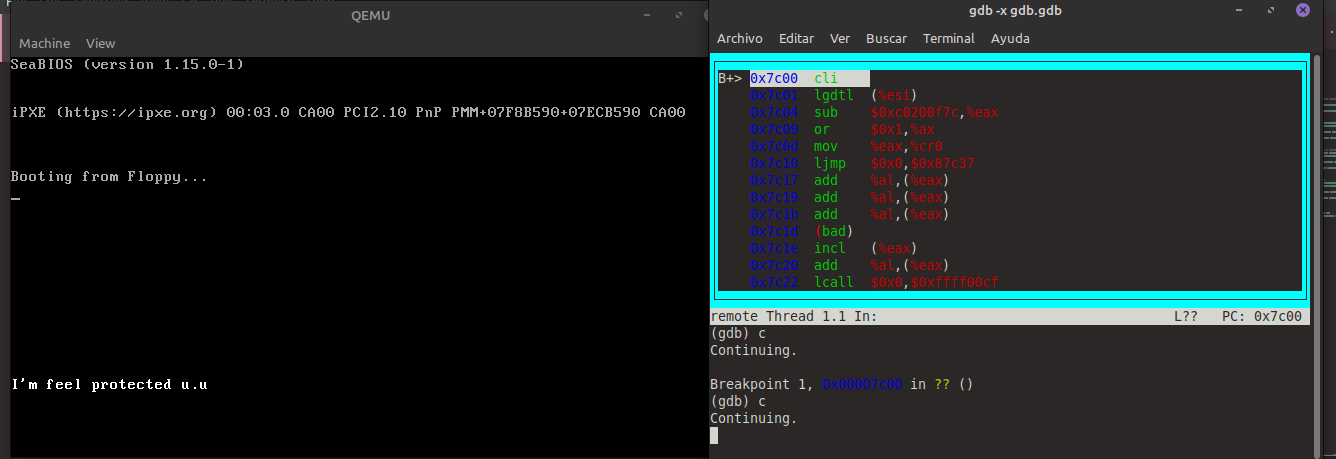 QEMU
Machine View
SeaBIOS (version 1.15.0-1)
iPXE (https://ipxe.org) 00:03.0 CA00 PCI2.10 PnP PMM+07F8B590+07ECB590 CA00
Booting from Floppy...
I'm feel protected u.u
gdb -x gdb.gdb
Archivo Editar Ver Buscar Terminal Ayuda
B+> 0x7c00 cli
0x7c01 lgdtl (%esi)
0x7c04 sub $0xc0200f7c,%eax
0x7c09 or $0x1,%ax
0x7c0d mov %eax,%cr0
0x7c10 ljmp $0x0,$0x87c37
0x7c17 add %al,(%eax)
0x7c19 add %al,(%eax)
0x7c1b add %al,(%eax)
0x7c1d (bad)
0x7c1e incl (%eax)
0x7c20 add %al,(%eax)
0x7c22 lcall $0x0,$0xffff00cf
remote Thread 1.1 In: L?? PC: 0x7c00
(gdb) c
Continuing.
Breakpoint 1, 0x00007c00 in ?? ()
(gdb) c
Continuing.